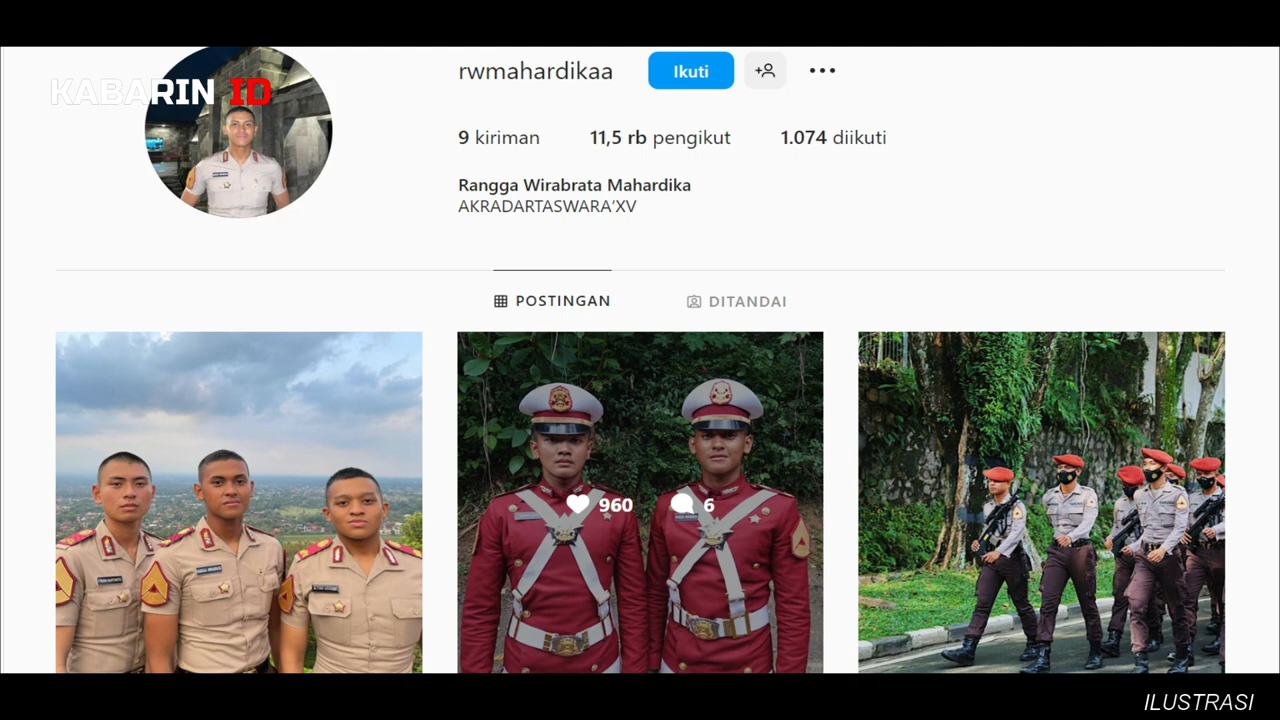 KABARIN ID
rwmahardikaa
Ikuti
9 kiriman 11,5 rb pengikut 1.074 diikuti
Rangga Wirabrata Mahardika
AKRADARTASWARA'XV
POSTINGAN DITANDAI
960 6
ILUSTRASI